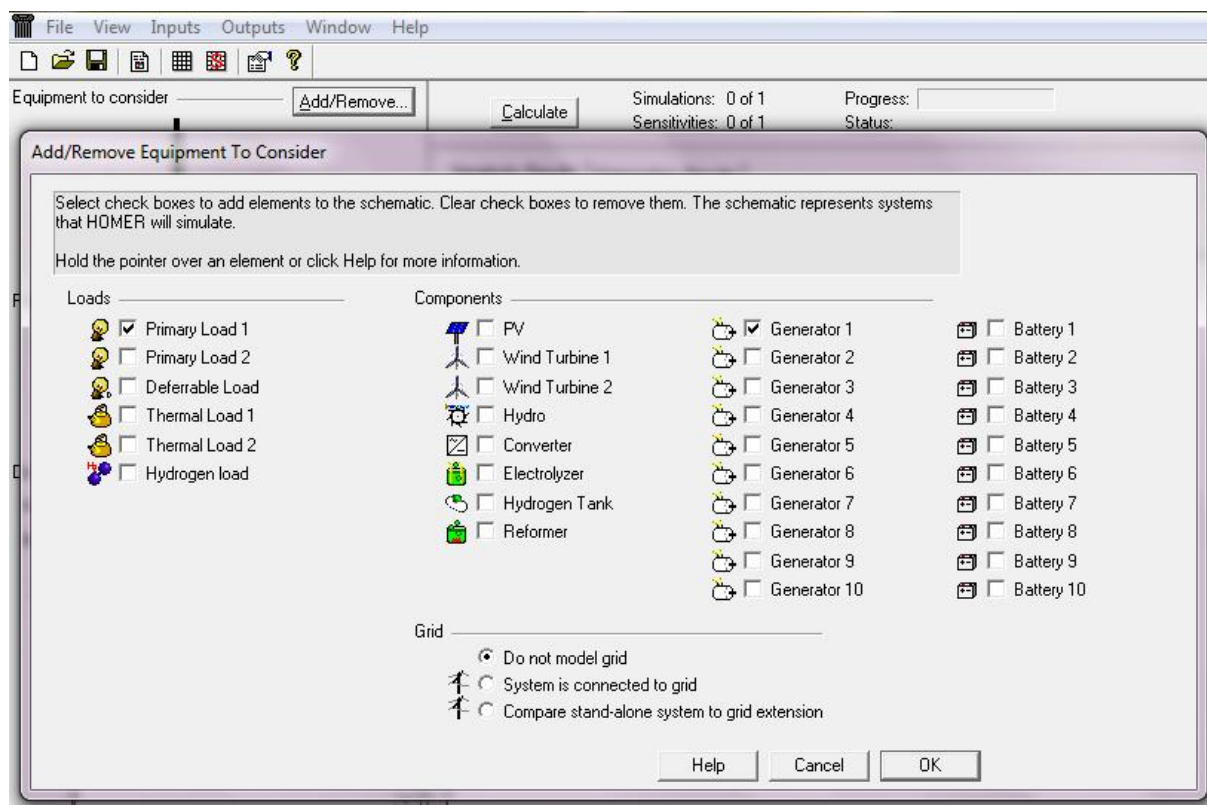 File View Inputs Outputs Window Help
Equipment to consider Add/Remove...
Calculate
Simulations: 0 of 1 Progress:
Sensitivities: 0 of 1 Status:
Add/Remove Equipment To Consider
Select check boxes to add elements to the schematic. Clear check boxes to remove them. The schematic represents systems
that HOMER will simulate.
Hold the pointer over an element or click Help for more information.
Loads Components
Primary Load 1 PV Generator 1 Battery 1
Primary Load 2 Wind Turbine 1 Generator 2 Battery 2
Deferrable Load Wind Turbine 2 Generator 3 Battery 3
Thermal Load 1 Hydro Generator 4 Battery 4
Thermal Load 2 Converter Generator 5 Battery 5
Hydrogen load Electrolyzer Generator 6 Battery 6
Hydrogen Tank Generator 7 Battery 7
Reformer Generator 8 Battery 8
Generator 9 Battery 9
Generator 10 Battery 10
Grid
Do not model grid
System is connected to grid
Compare stand-alone system to grid extension
Help Cancel OK